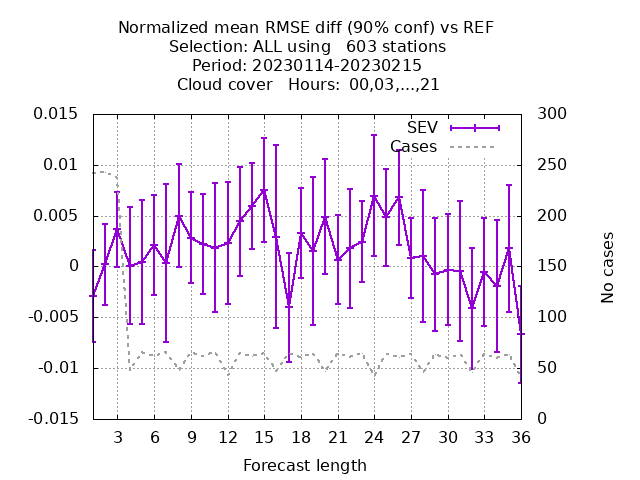 Normalized mean RMSE diff (90% conf) vs REF
Selection: ALL using   603 stations
Period: 20230114-20230215
Cloud cover   Hours:  00,03,...,21
0.015
0.01
0.005
0
-0.005
-0.01
-0.015
300
250
200
150
100
50
0
SEV
Cases
No cases
3 6 9 12 15 18 21 24 27 30 33 36
Forecast length